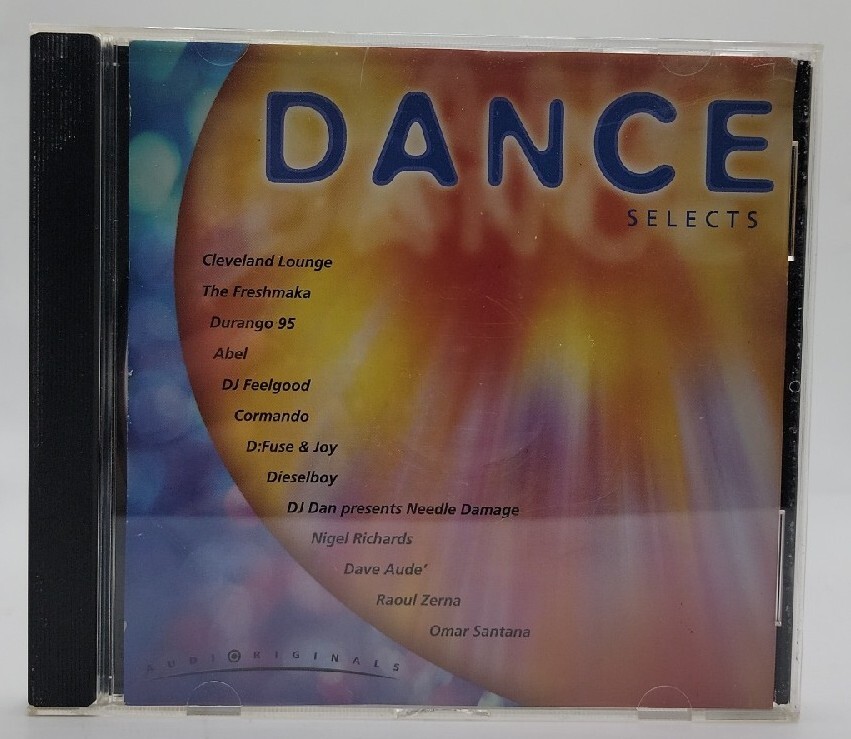 DANCE
SELECTS
Cleveland Lounge
The Freshmaka
Durango 95
Abel
DJ Feelgood
Cormando
D:Fuse & Joy
Dieselboy
DJ Dan presents Needle Damage
Nigel Richards
Dave Aude'
Raoul Zerna
Omar Santana
AUDIORIGINALS